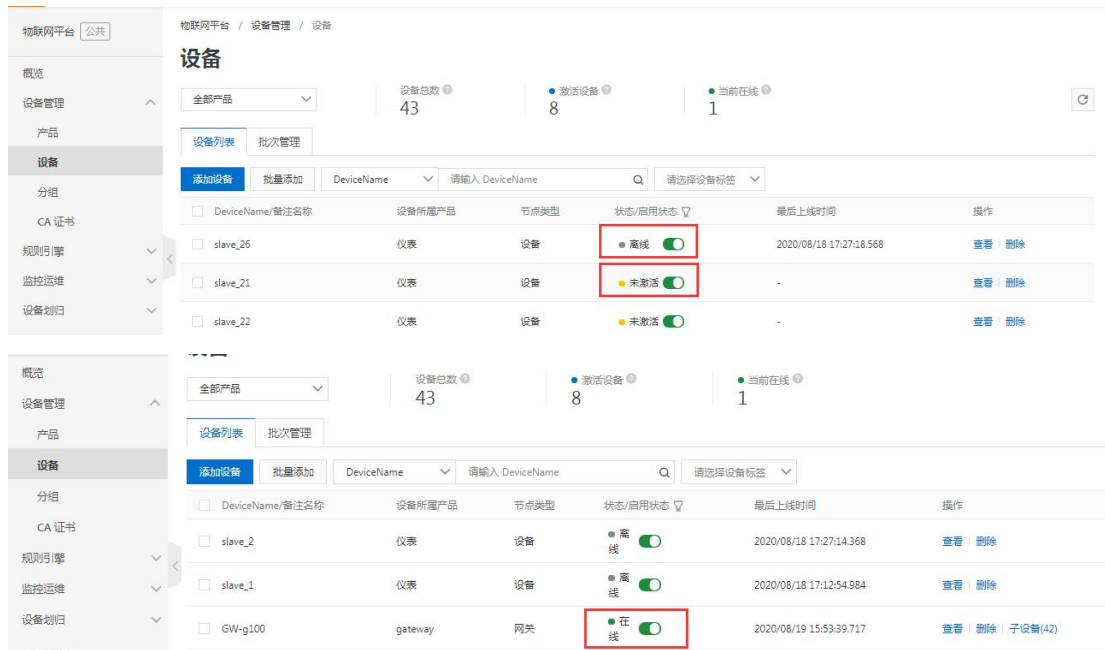 物联网平台 公共
物联网平台 / 设备管理 / 设备
设备
概览
设备管理
产品
设备
分组
CA 证书
规则引擎
监控运维
设备划归
全部产品
设备总数
43
激活设备
8
当前在线
1
设备列表 批次管理
添加设备 批量添加 DeviceName 请输入 DeviceName 请选择设备标签
DeviceName/备注名称 设备所属产品 节点类型 状态/启用状态 最后上线时间 操作
slave_26 仪表 设备 离线 2020/08/18 17:27:18.568 查看 删除
slave_21 仪表 设备 未激活 - 查看 删除
slave_22 仪表 设备 未激活 - 查看 删除
概览
设备管理
产品
设备
分组
CA 证书
规则引擎
监控运维
设备划归
全部产品
设备总数
43
激活设备
8
当前在线
1
设备列表 批次管理
添加设备 批量添加 DeviceName 请输入 DeviceName 请选择设备标签
DeviceName/备注名称 设备所属产品 节点类型 状态/启用状态 最后上线时间 操作
slave_2 仪表 设备 离线 2020/08/18 17:27:14.368 查看 删除
slave_1 仪表 设备 离线 2020/08/18 17:12:54.984 查看 删除
GW-g100 gateway 网关 在线 2020/08/19 15:53:39.717 查看 删除 子设备(42)